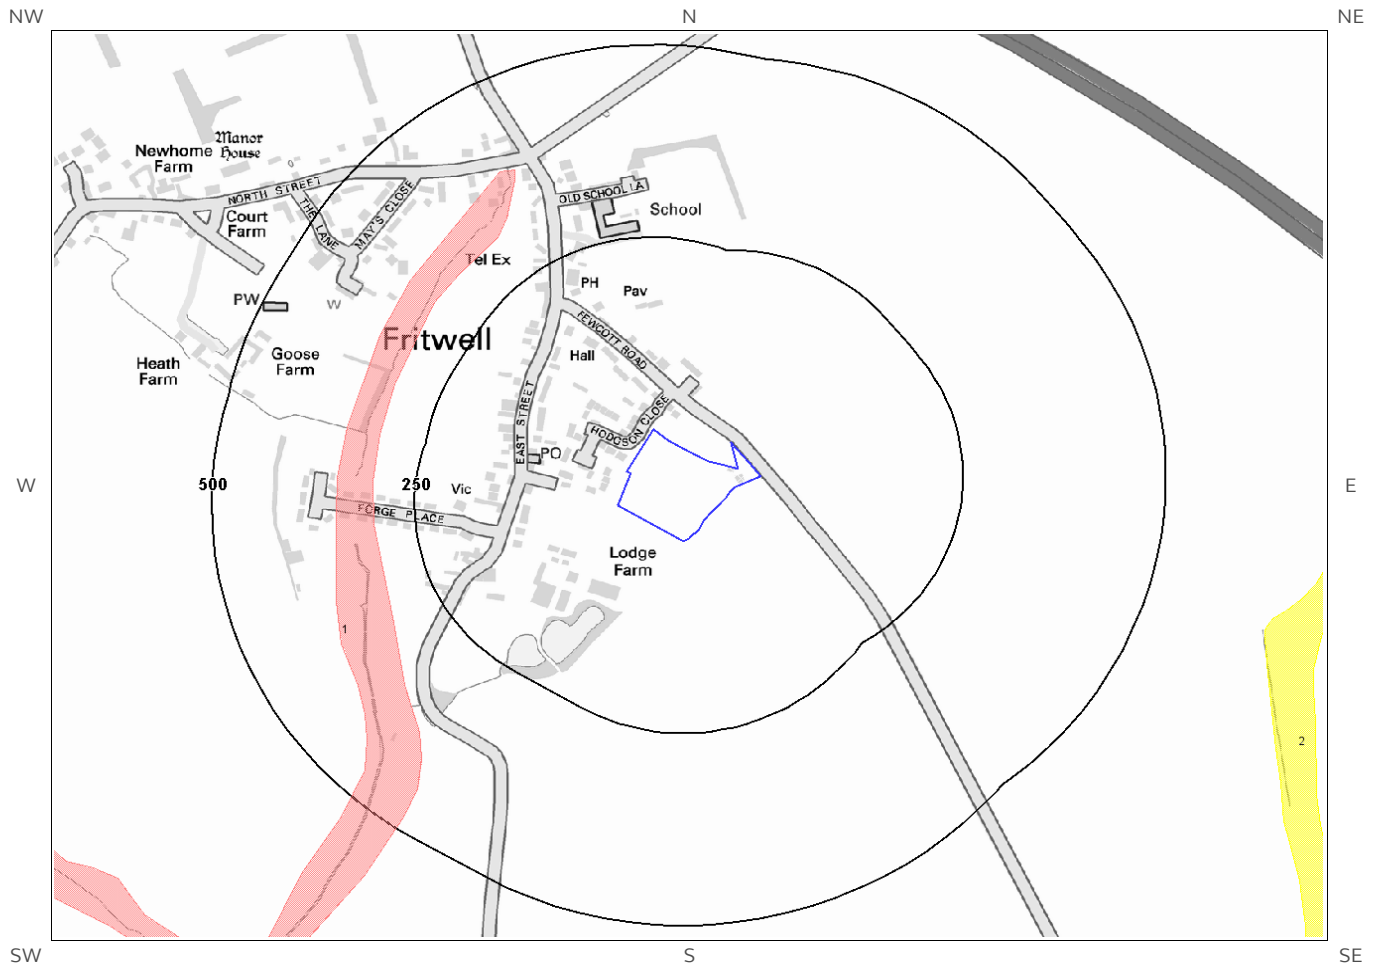 NW
N
NE
Manor
House
Newhome
Farm
NORTH STREET
OLD SCHOOL LA
THE LANE
MAY'S CLOSE
Court
Farm
School
Tel Ex
PH
Pav
PW
W
FEWCOTT ROAD
Fritwell
Hall
Heath
Farm
Goose
Farm
EAST STREET
HODGSON CLOSE
PO
W
500
250
Vic
E
FORGE PLACE
Lodge
Farm
1
2
SW
S
SE